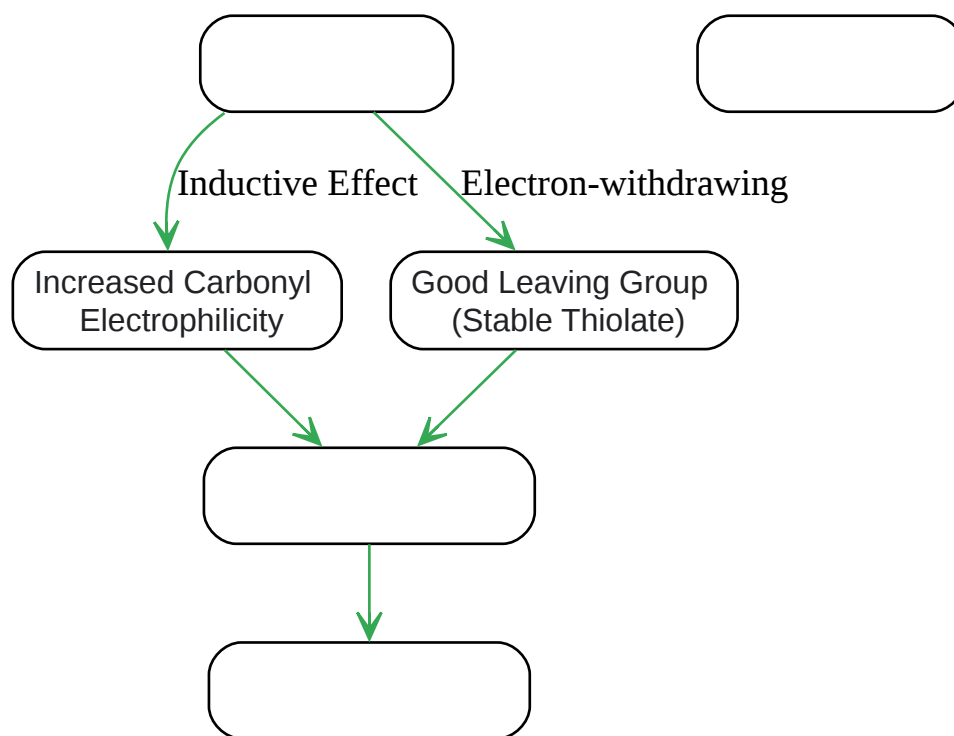 Inductive Effect
Electron-withdrawing
Increased Carbonyl
Electrophilicity
Good Leaving Group
(Stable Thiolate)